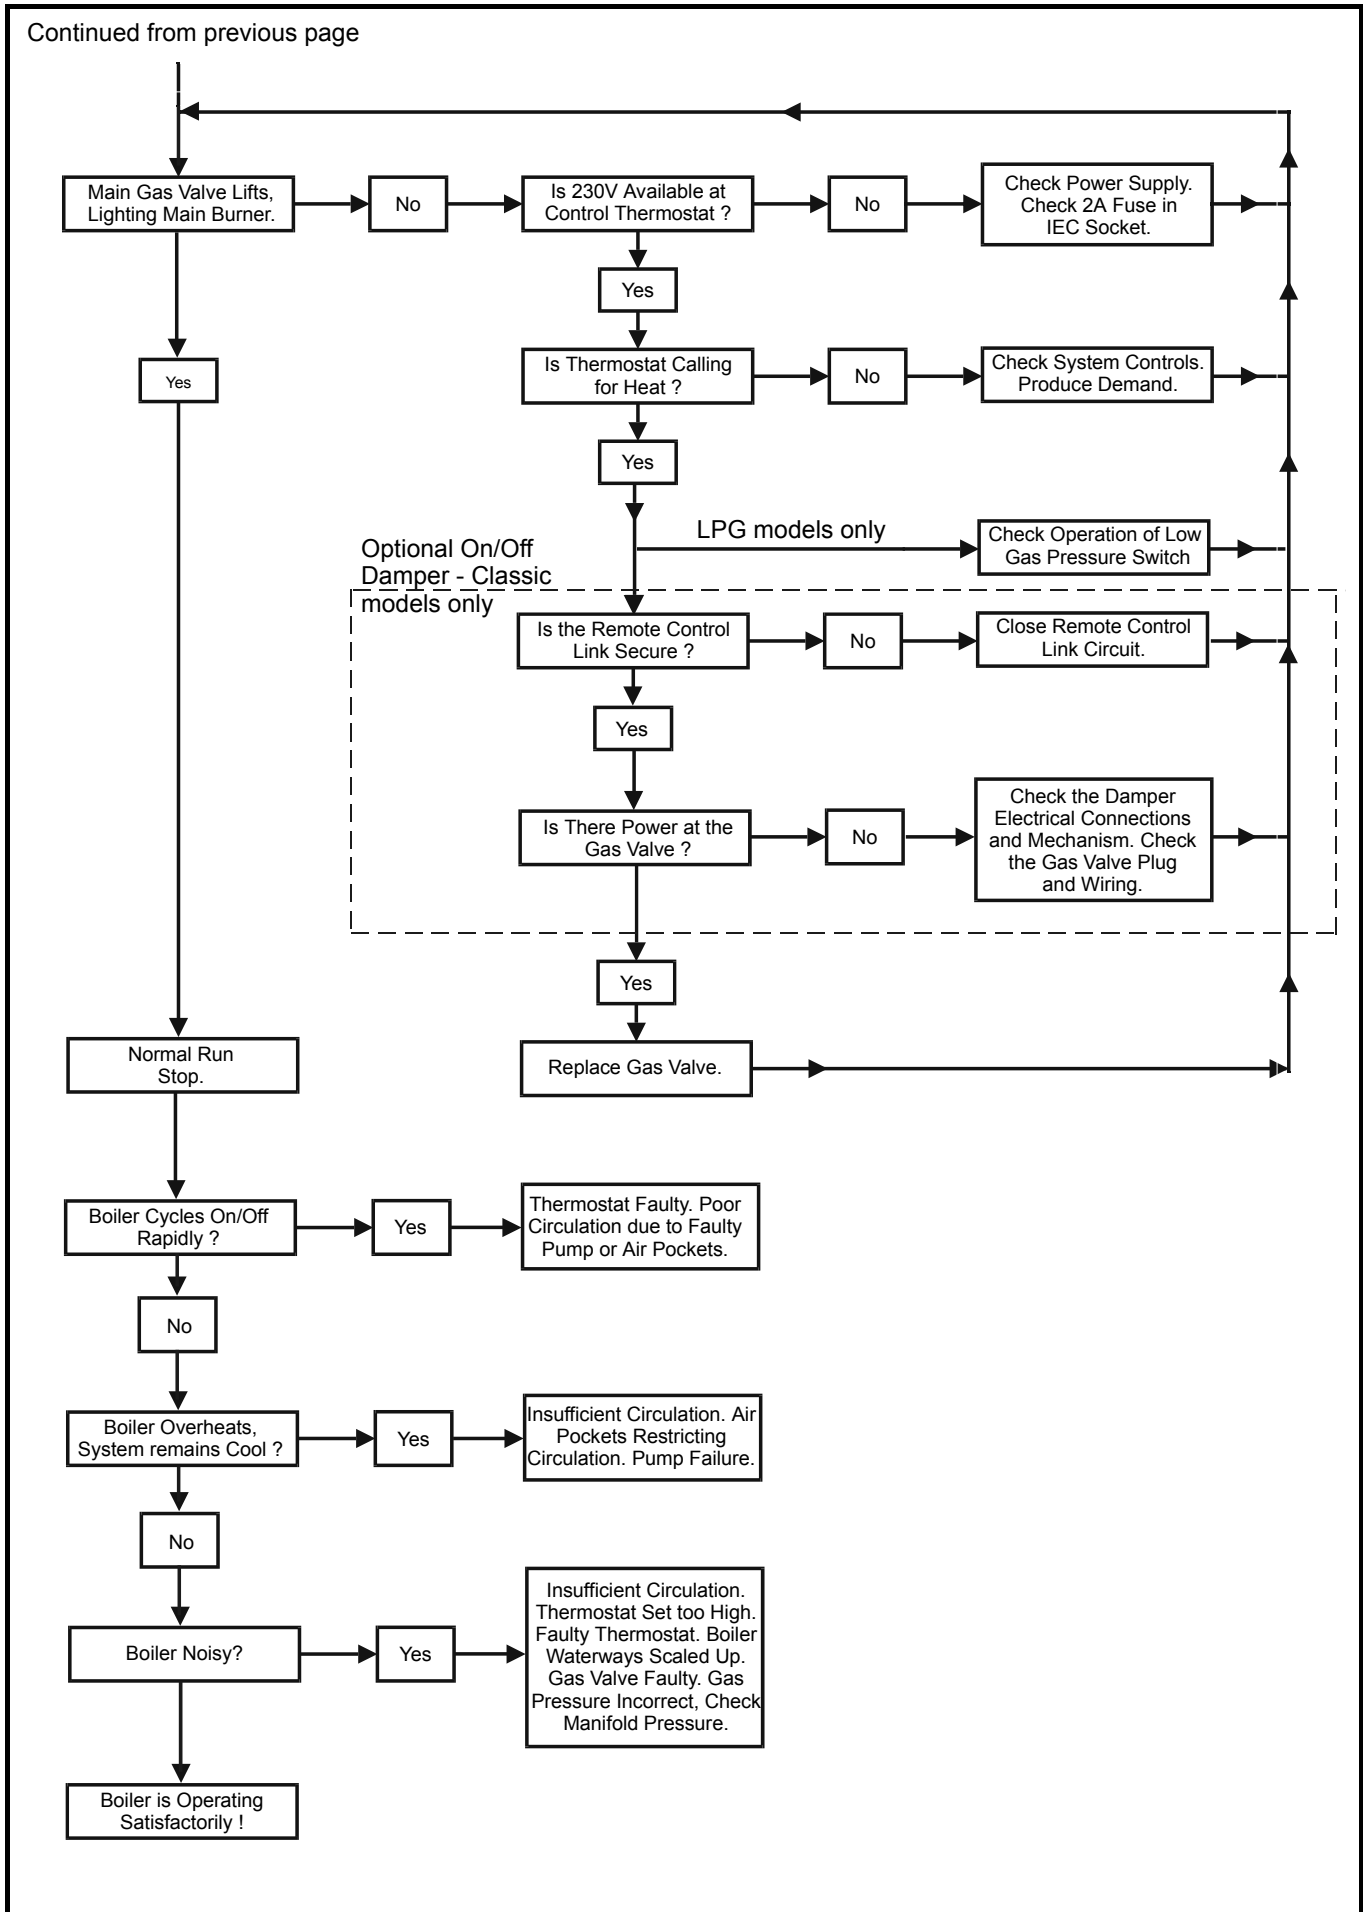 Continued from previous page
Main Gas Valve Lifts,
Lighting Main Burner.
No
Is 230V Available at
Control Thermostat ?
No
Check Power Supply.
Check 2A Fuse in
IEC Socket.
Yes
Yes
Is Thermostat Calling
for Heat ?
No
Check System Controls.
Produce Demand.
Yes
LPG models only
Check Operation of Low
Gas Pressure Switch
Optional On/Off
Damper - Classic
models only
Is the Remote Control
Link Secure ?
No
Close Remote Control
Link Circuit.
Yes
Is There Power at the
Gas Valve ?
No
Check the Damper
Electrical Connections
and Mechanism. Check
the Gas Valve Plug
and Wiring.
Yes
Replace Gas Valve.
Normal Run
Stop.
Boiler Cycles On/Off
Rapidly ?
Yes
Thermostat Faulty. Poor
Circulation due to Faulty
Pump or Air Pockets.
No
Boiler Overheats,
System remains Cool ?
Yes
Insufficient Circulation. Air
Pockets Restricting
Circulation. Pump Failure.
No
Boiler Noisy?
Yes
Insufficient Circulation.
Thermostat Set too High.
Faulty Thermostat. Boiler
Waterways Scaled Up.
Gas Valve Faulty. Gas
Pressure Incorrect, Check
Manifold Pressure.
Boiler is Operating
Satisfactorily !